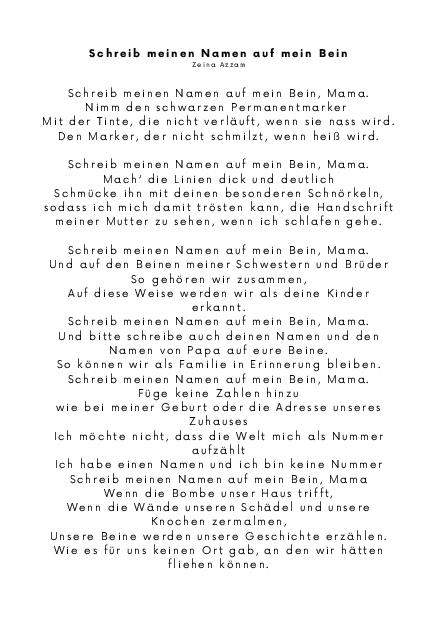 Schreib meinen Namen auf mein Bein
Zeina Azzam
Schreib meinen Namen auf mein Bein, Mama.
Nimm den schwarzen Permanentmarker
Mit der Tinte, die nicht verläuft, wenn sie nass wird.
Den Marker, der nicht schmilzt, wenn heiß wird.
Schreib meinen Namen auf mein Bein, Mama.
Mach' die Linien dick und deutlich
Schmücke ihn mit deinen besonderen Schnörkeln,
sodass ich mich damit trösten kann, die Handschrift
meiner Mutter zu sehen, wenn ich schlafen gehe.
Schreib meinen Namen auf mein Bein, Mama.
Und auf den Beinen meiner Schwestern und Brüder
So gehören wir zusammen,
Auf diese Weise werden wir als deine Kinder
erkannt.
Schreib meinen Namen auf mein Bein, Mama.
Und bitte schreibe auch deinen Namen und den
Namen von Papa auf eure Beine.
So können wir als Familie in Erinnerung bleiben.
Schreib meinen Namen auf mein Bein, Mama.
Füge keine Zahlen hinzu
wie bei meiner Geburt oder die Adresse unseres
Zuhauses
Ich möchte nicht, dass die Welt mich als Nummer
aufzählt
Ich habe einen Namen und ich bin keine Nummer
Schreib meinen Namen auf mein Bein, Mama
Wenn die Bombe unser Haus trifft,
Wenn die Wände unseren Schädel und unsere
Knochen zermalmen,
Unsere Beine werden unsere Geschichte erzählen.
Wie es für uns keinen Ort gab, an den wir hätten
fliehen können.